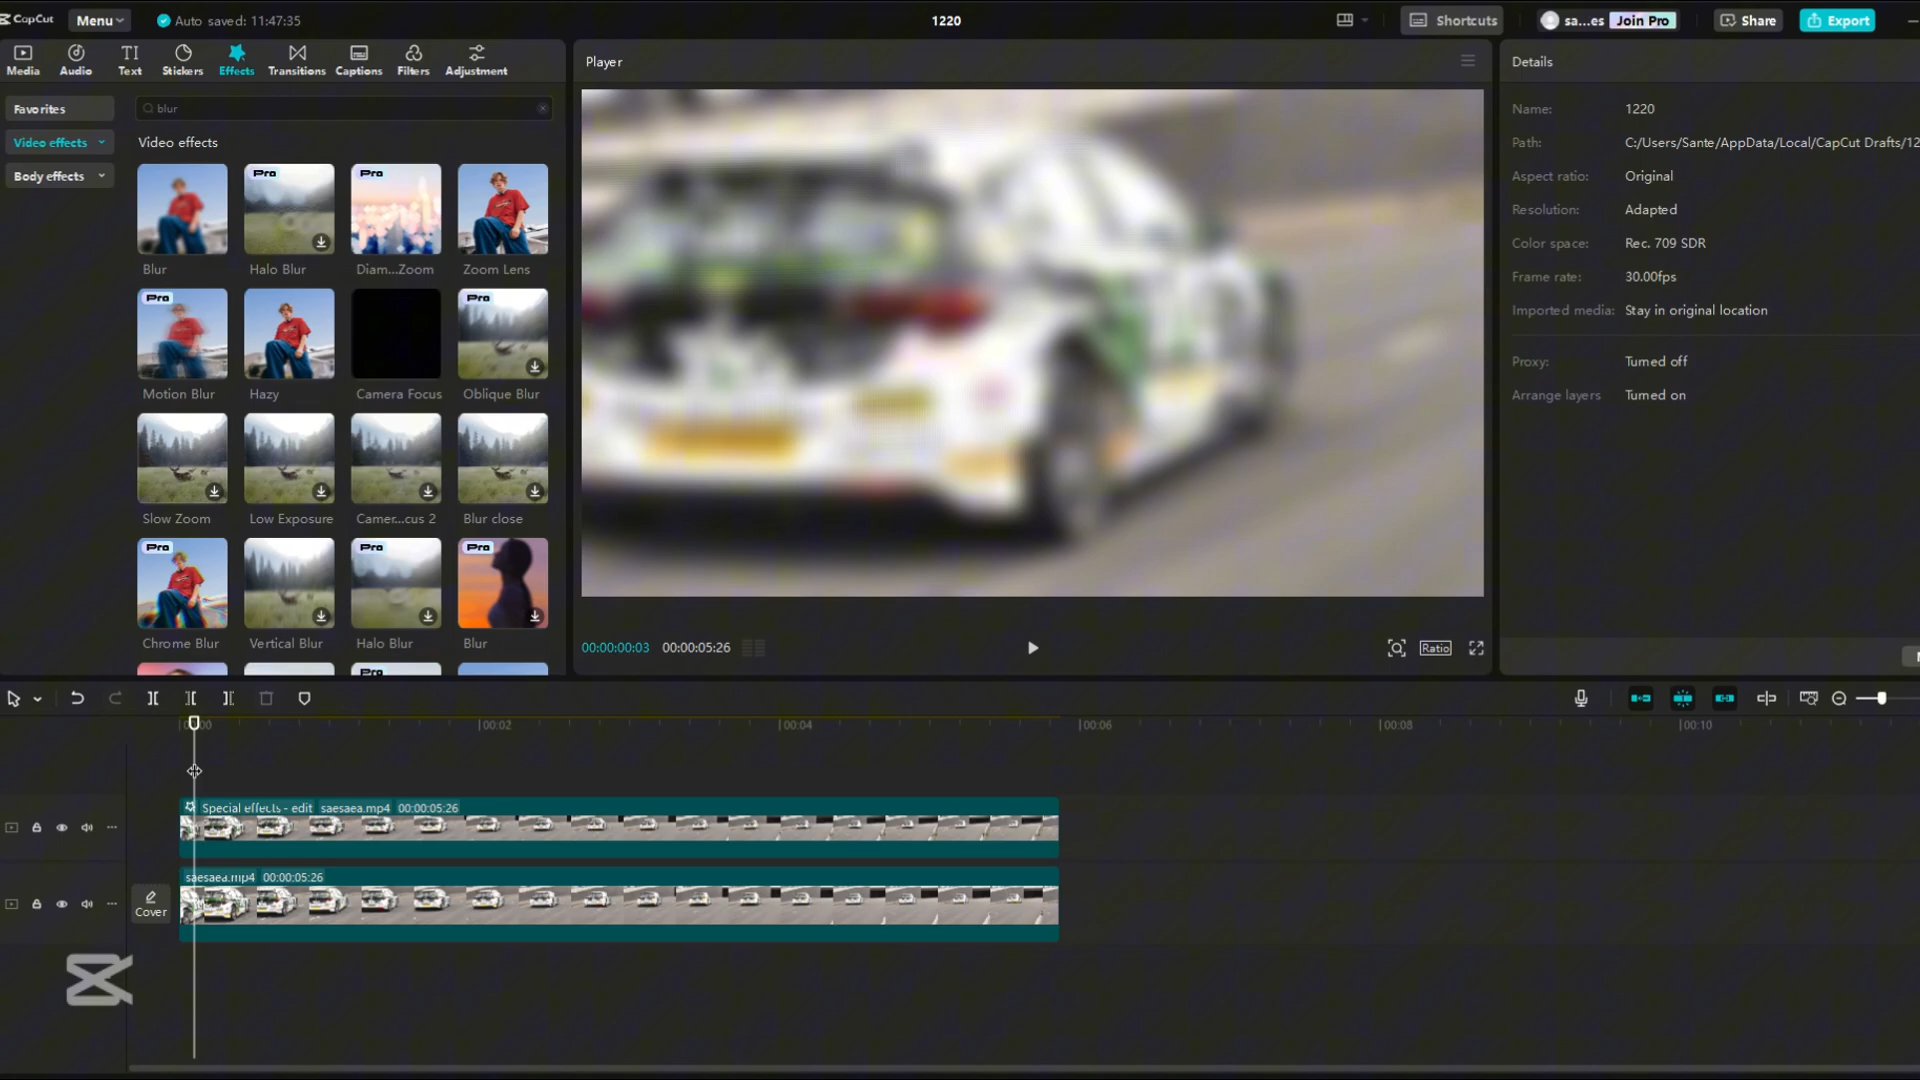 CapCut
Menu
Auto saved: 11:47:35
1220
Shortcuts
sa...es
Join Pro
Share
Export
Media
Audio
Text
Stickers
Effects
Transitions
Captions
Filters
Adjustment
Favorites
Video effects
Body effects
blur
Video effects
Pro
Pro
Blur
Halo Blur
Diam...Zoom
Zoom Lens
Pro
Pro
Motion Blur
Hazy
Camera Focus
Oblique Blur
Slow Zoom
Low Exposure
Camer...cus 2
Blur close
Pro
Pro
Pro
Chrome Blur
Vertical Blur
Halo Blur
Blur
Pro
Player
00:00:00:03
00:00:05:26
Ratio
Details
Name: 1220
Path: C:/Users/Sante/AppData/Local/CapCut Drafts/12
Aspect ratio: Original
Resolution: Adapted
Color space: Rec. 709 SDR
Frame rate: 30.00fps
Imported media: Stay in original location
Proxy: Turned off
Arrange layers Turned on
00:02
00:04
00:06
00:08
00:10
Special effects - edit saesaea.mp4 00:00:05:26
saesaea.mp4 00:00:05:26
Cover